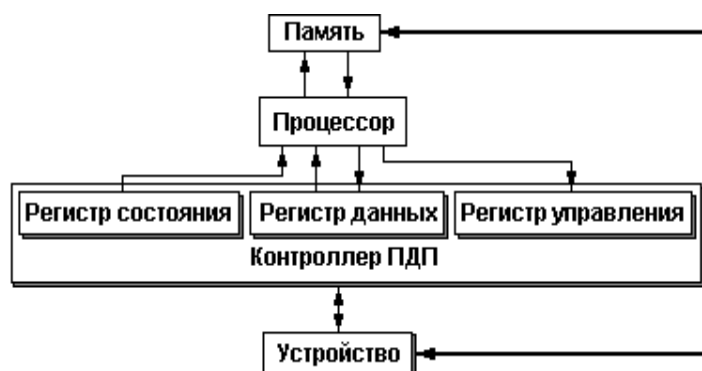 Память
Процессор
Регистр состояния
Регистр данных
Регистр управления
Контроллер ПДП
Устройство